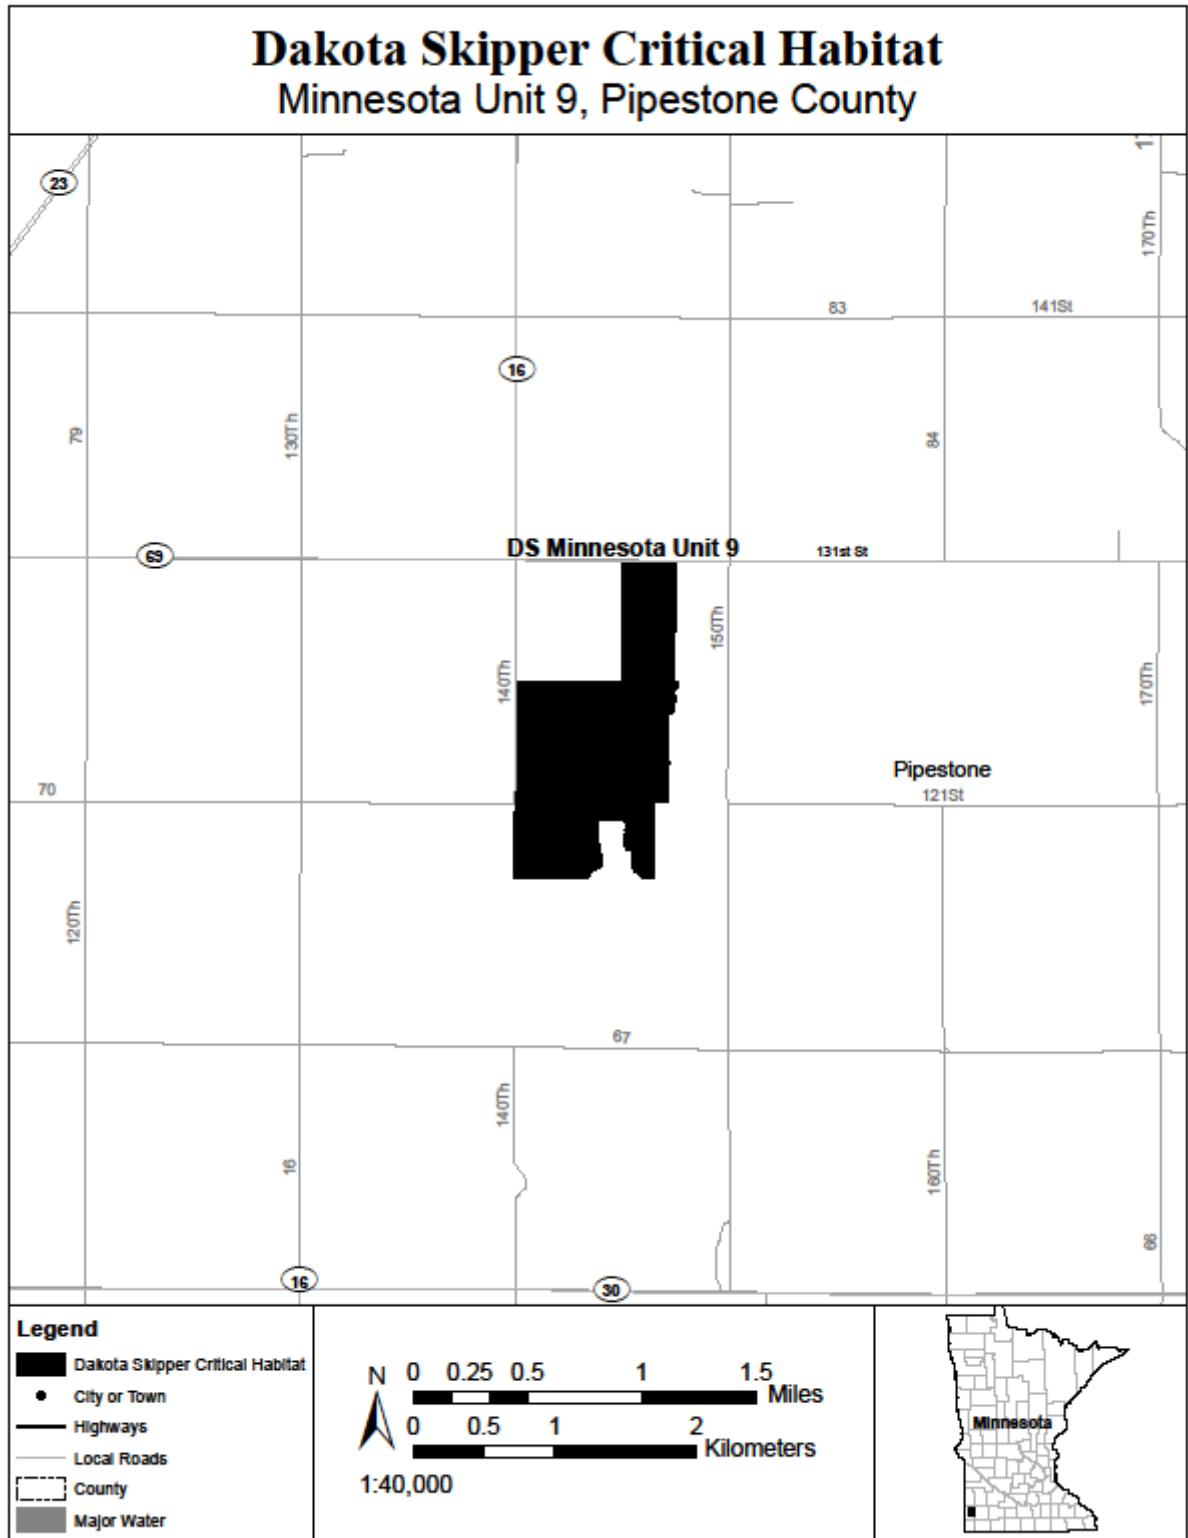 Dakota Skipper Critical Habitat
Minnesota Unit 9, Pipestone County
23
170Th
83
141St
16
79
130Th
84
DS Minnesota Unit 9
131st St
69
150Th
140Th
170Th
Pipestone
70
121St
120Th
67
140Th
16
160Th
66
16
30
Legend
Dakota Skipper Critical Habitat
City or Town
Highways
Local Roads
County
Major Water
N
0 0.25 0.5 1 1.5
Miles
0 0.5 1 2
Kilometers
1:40,000
Minnesota